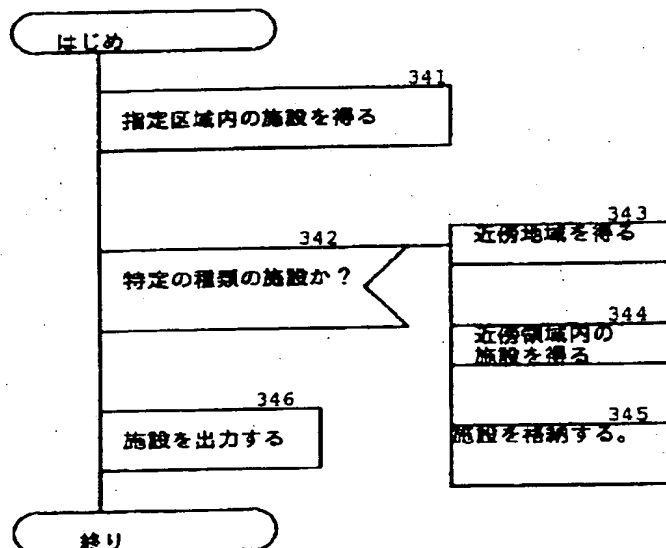 はじめ
341
指定区域内の施設を得る
342
特定の種類の施設か？
343
近傍地域を得る
344
近傍領域内の
施設を得る
345
施設を格納する。
346
施設を出力する
終り